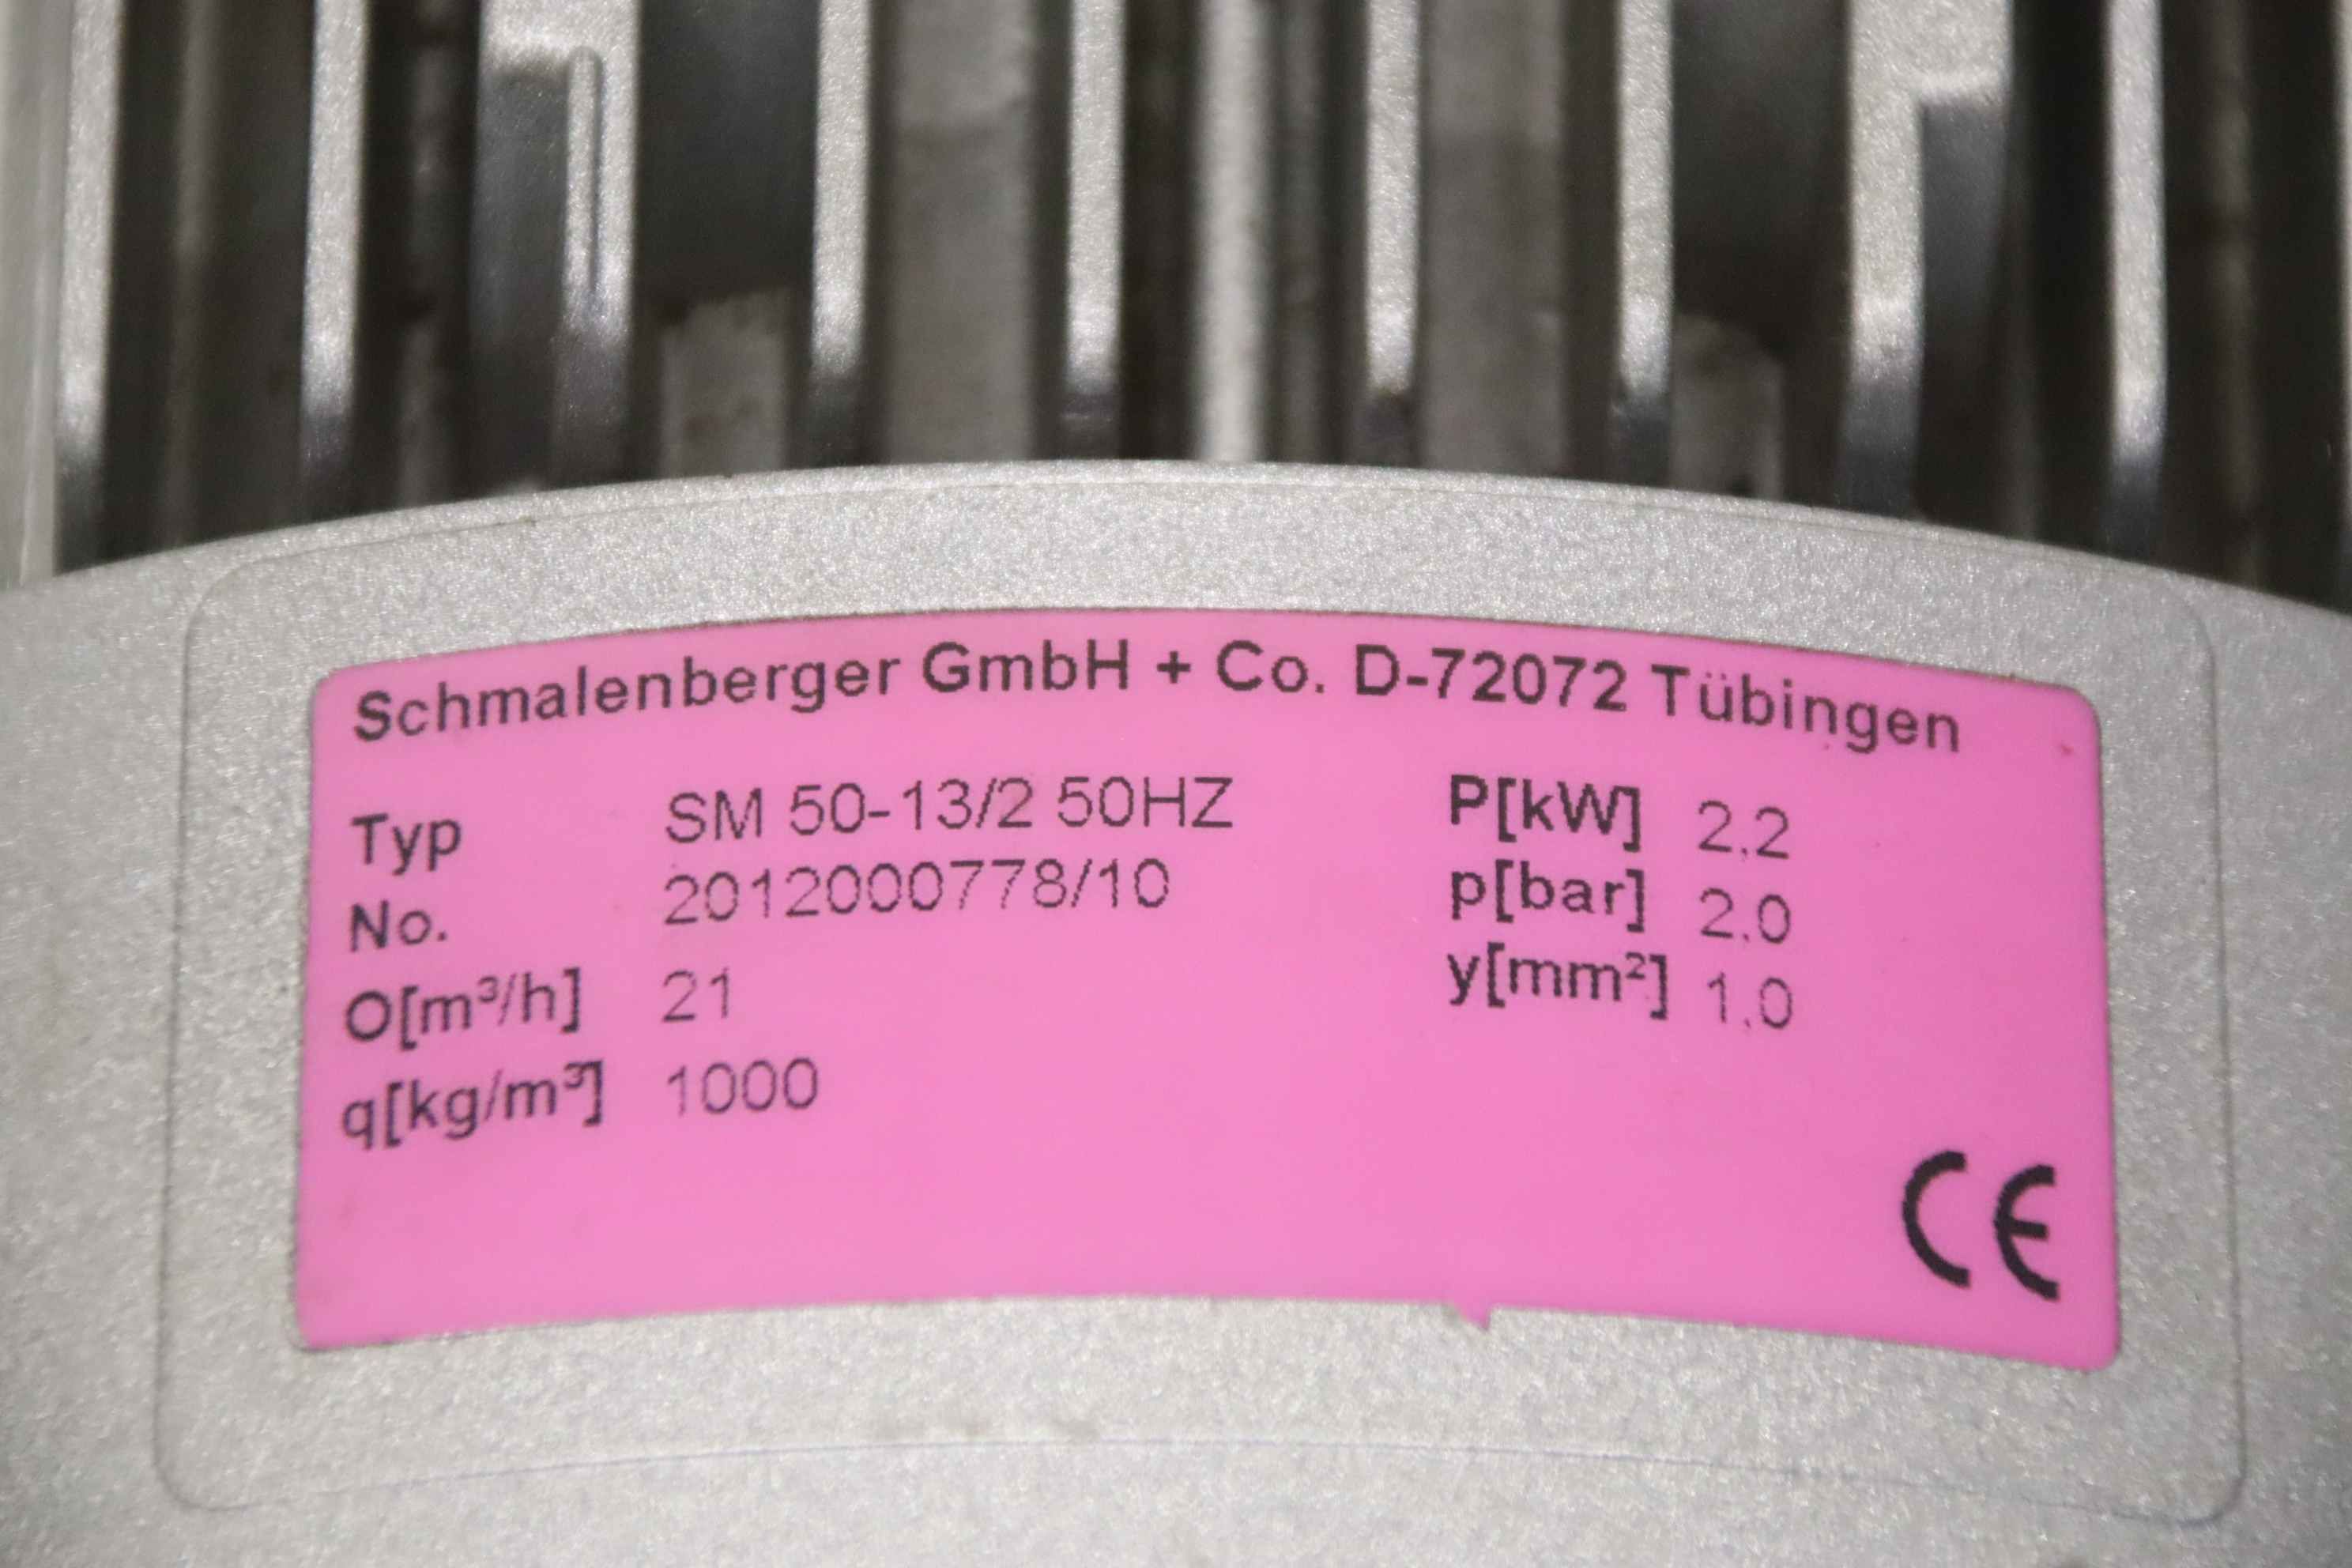 Schmalenberger GmbH + Co. D-72072 Tübingen
Typ SM 50-13/2 50HZ P[kW] 2.2
No. 2012000778/10 p[bar] 2.0
O[m³/h] 21 y[mm²] 1.0
q[kg/m³] 1000
CE